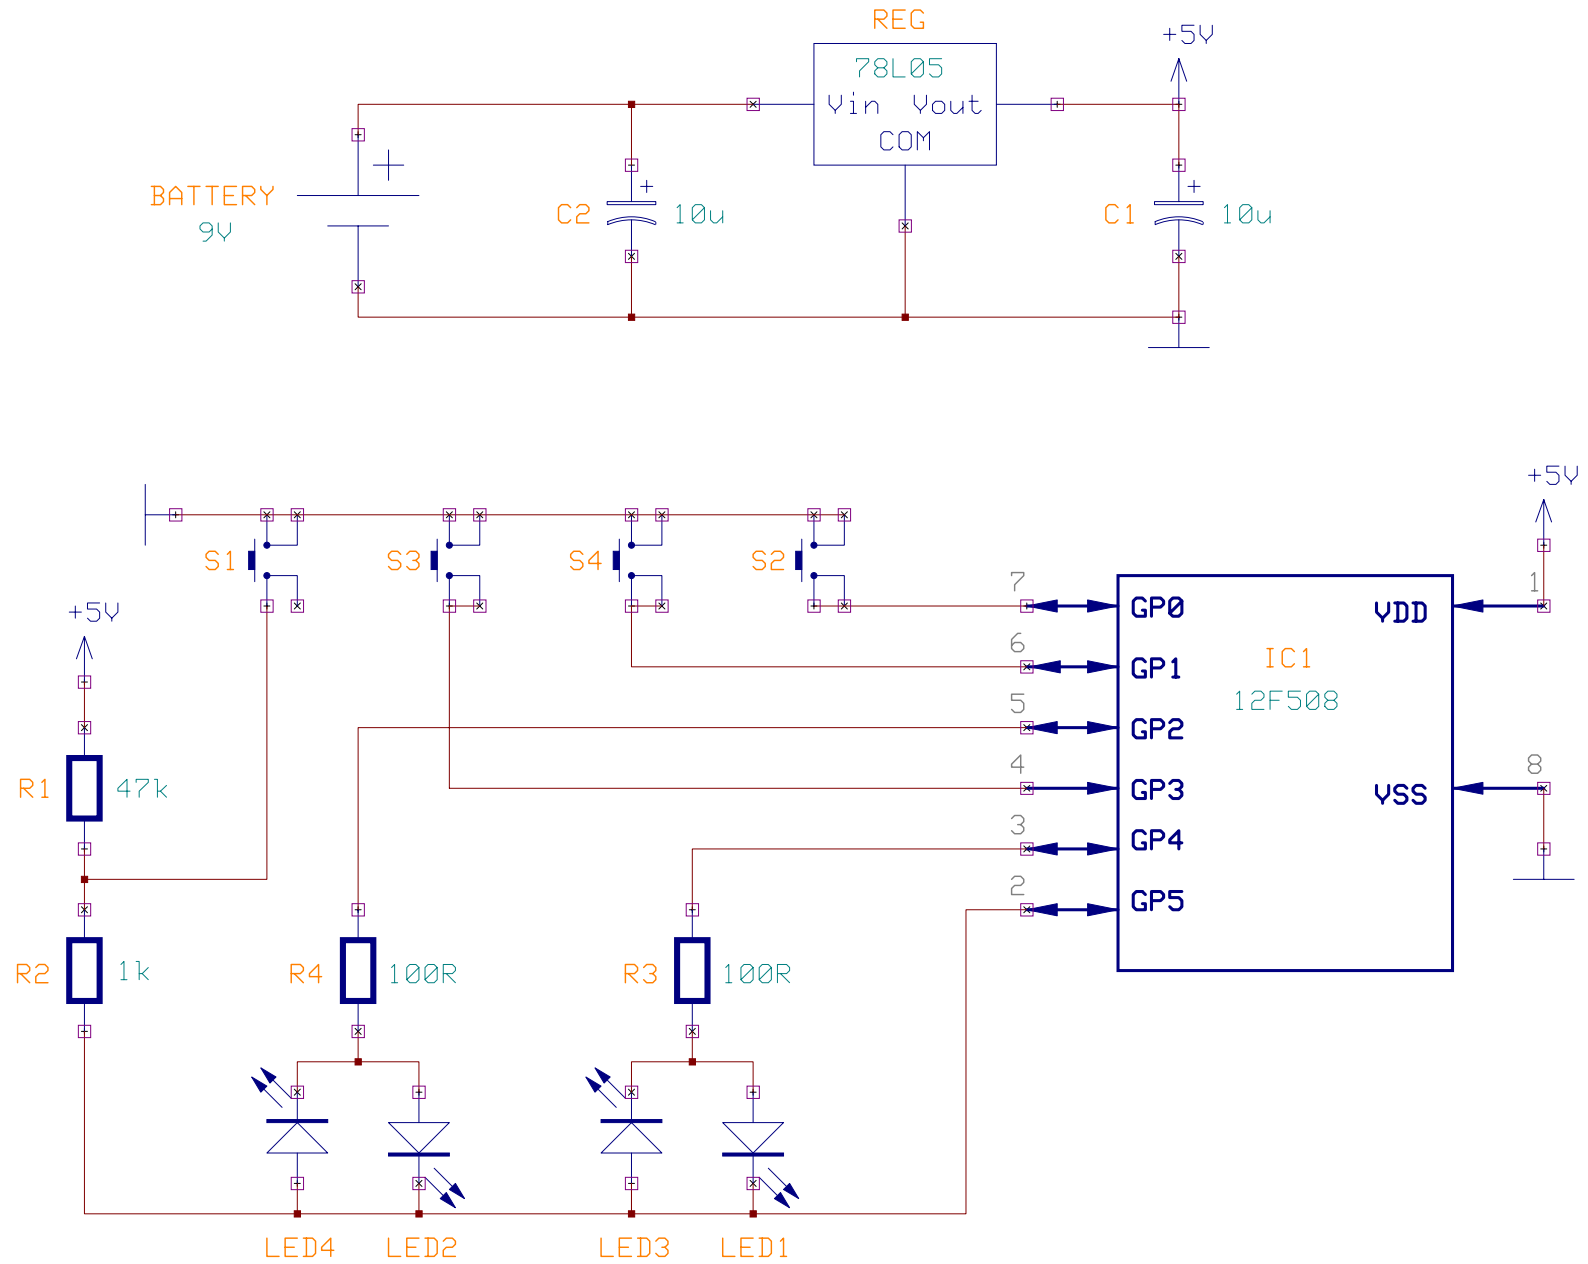 REG
+5V
78L05
Vin Vout
COM
BATTERY
9V
+
C2
+
10u
C1
+
10u
+5V
S1
S3
S4
S2
+5V
7
GP0
VDD
1
6
GP1
IC1
12F508
5
GP2
R1
47k
4
GP3
VSS
8
3
GP4
2
GP5
R2
1k
R4
100R
R3
100R
LED4
LED2
LED3
LED1